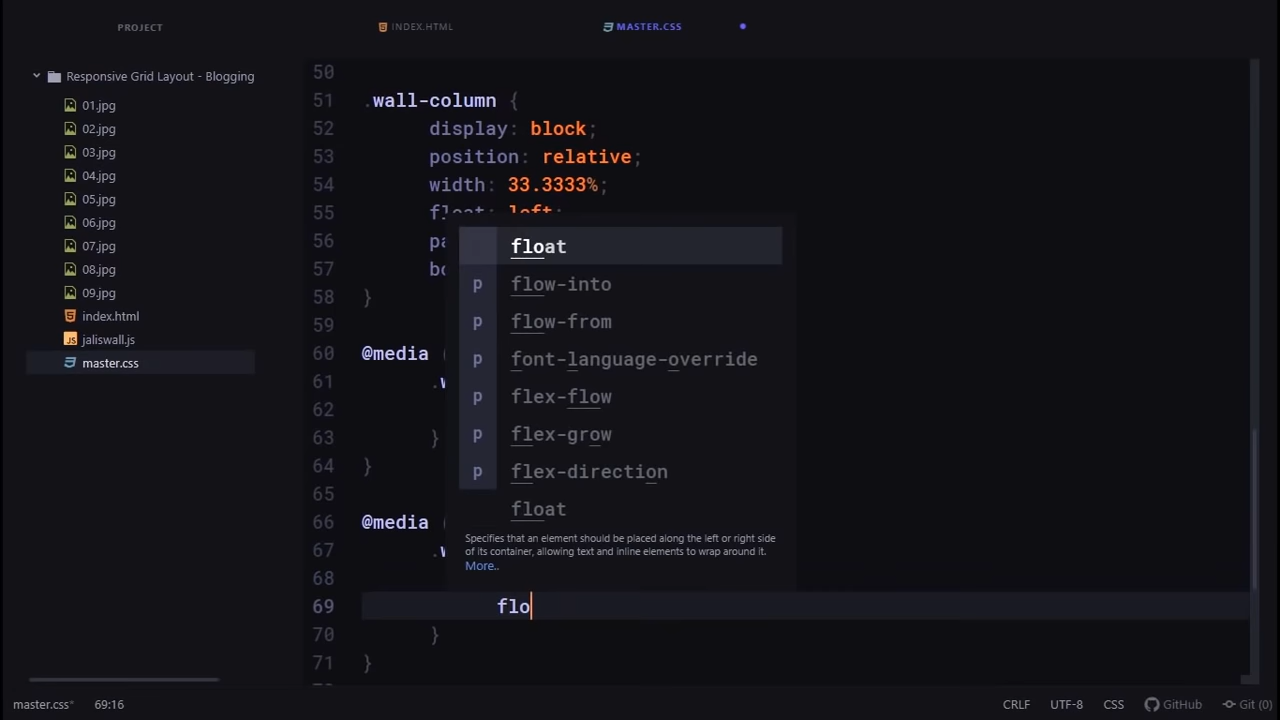 PROJECT
INDEX.HTML
MASTER.CSS
Responsive Grid Layout - Blogging
01.jpg
02.jpg
03.jpg
04.jpg
05.jpg
06.jpg
07.jpg
08.jpg
09.jpg
index.html
jaliswall.js
master.css
50
51 .wall-column {
52 display: block;
53 position: relative;
54 width: 33.3333%;
55 float: left;
56 pa
57 bo
58 }
59
60 @media (
61 .w
62
63 }
64 }
65
66 @media (
67 .w
68
69 flo
70 }
71 }
float
p flow-into
p flow-from
p font-language-override
p flex-flow
p flex-grow
p flex-direction
float
Specifies that an element should be placed along the left or right side
of its container, allowing text and inline elements to wrap around it.
More..
master.css* 69:16 CRLF UTF-8 CSS GitHub Git (0)